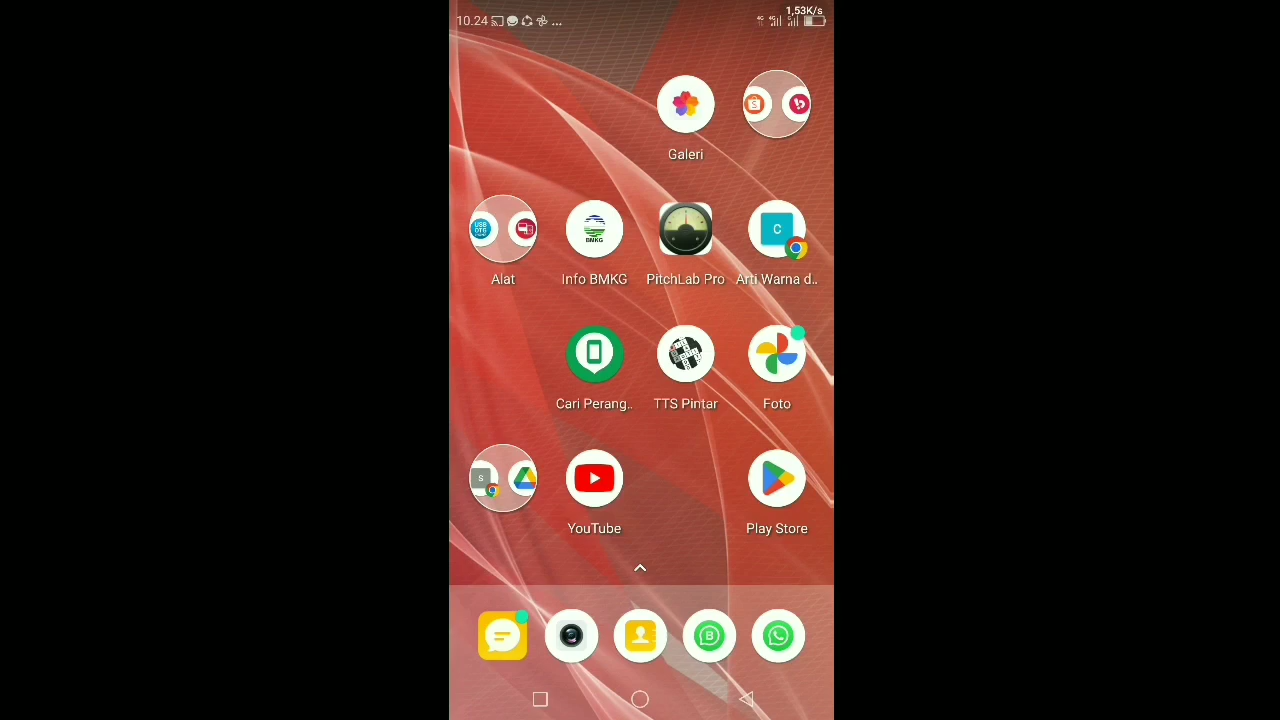 1,53K/s
10.24 ...
Galeri
BMKG
C
Alat
Info BMKG
PitchLab Pro
Arti Warna d..
Cari Perang..
TTS Pintar
Foto
S
YouTube
Play Store
B